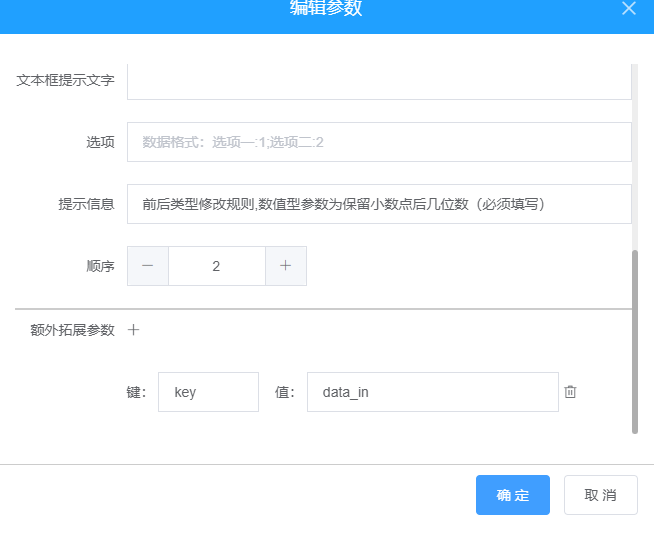 编辑参数
文本框提示文字
选项 数据格式：选项一:1;选项二:2
提示信息 前后类型修改规则,数值型参数为保留小数点后几位数（必须填写）
顺序 2
额外拓展参数
键： key 值： data_in
确定 取消